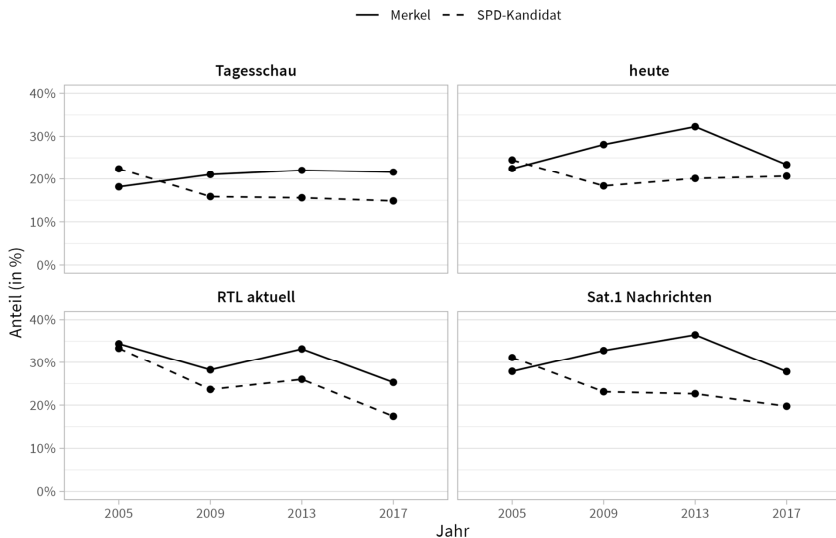 Merkel SPD-Kandidat
Tagesschau heute
40%
30%
20%
10%
0%
RTL aktuell Sat.1 Nachrichten
40%
30%
20%
10%
0%
2005 2009 2013 2017 2005 2009 2013 2017
Jahr
Anteil (in %)